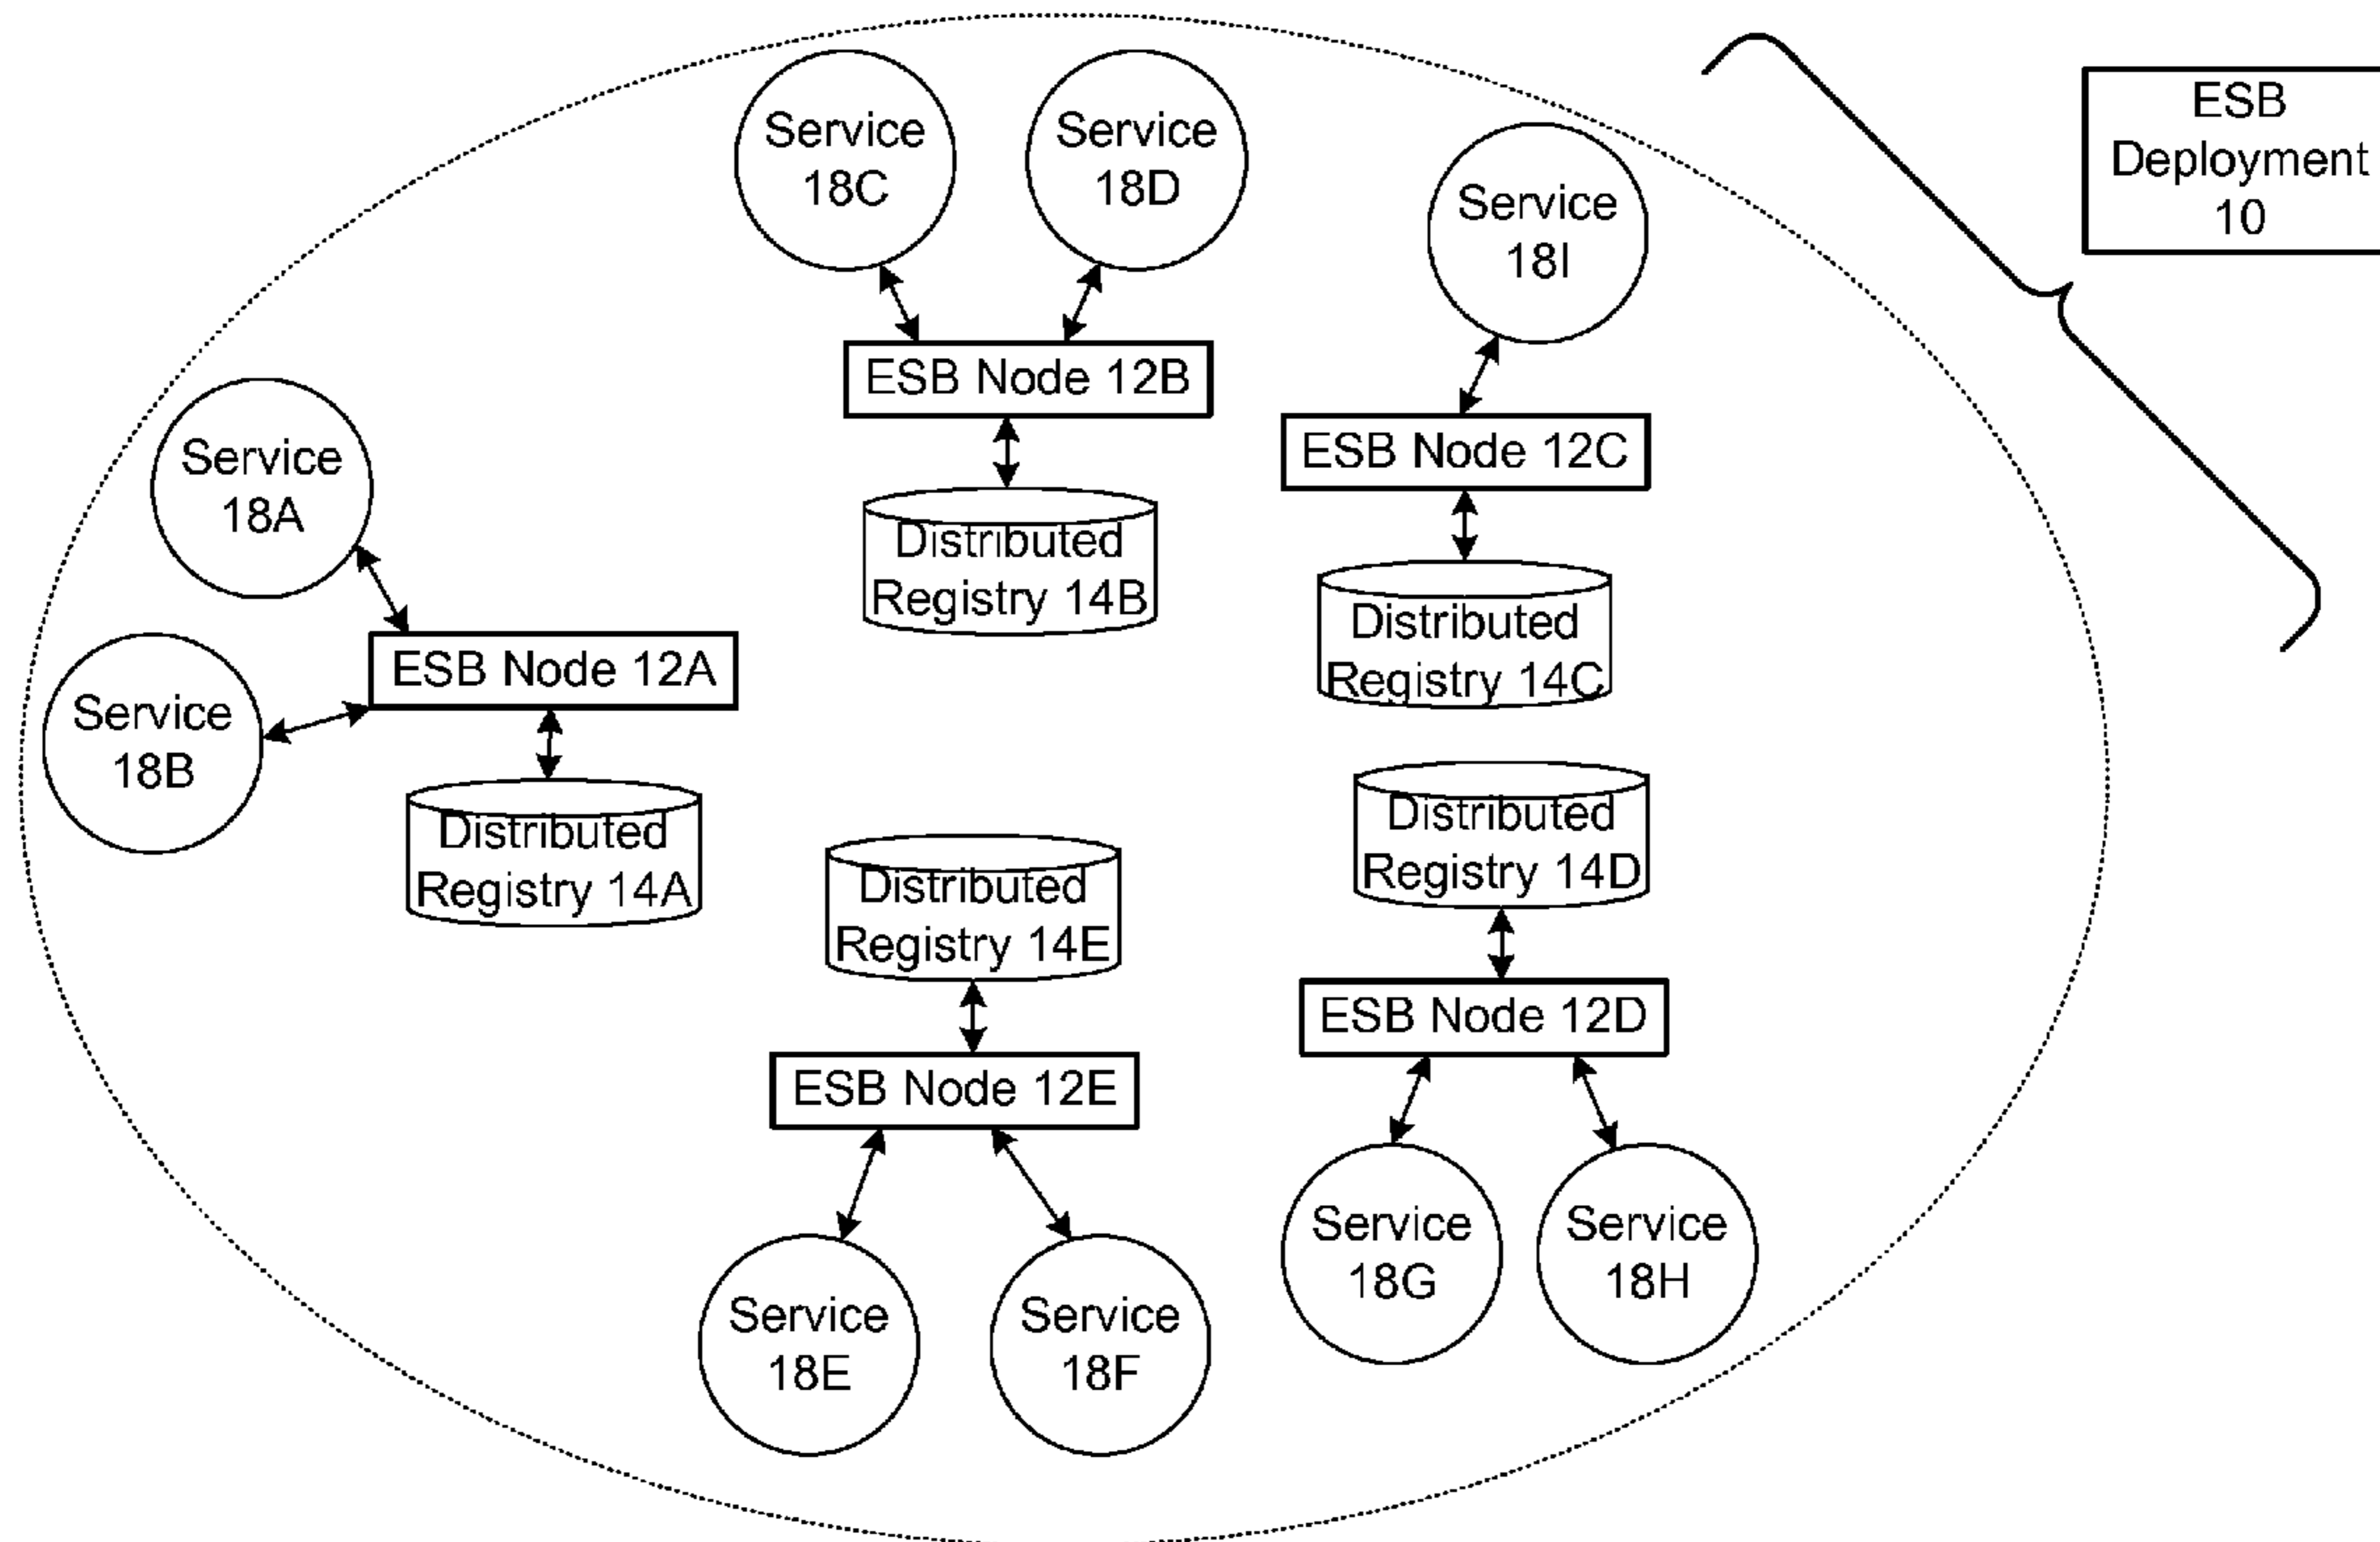 ESB
Deployment
10
Service
18C
Service
18D
Service
18I
ESB Node 12B
ESB Node 12C
Distributed
Registry 14B
Distributed
Registry 14C
Service
18A
Service
18B
ESB Node 12A
Distributed
Registry 14A
Distributed
Registry 14E
Distributed
Registry 14D
ESB Node 12E
ESB Node 12D
Service
18E
Service
18F
Service
18G
Service
18H